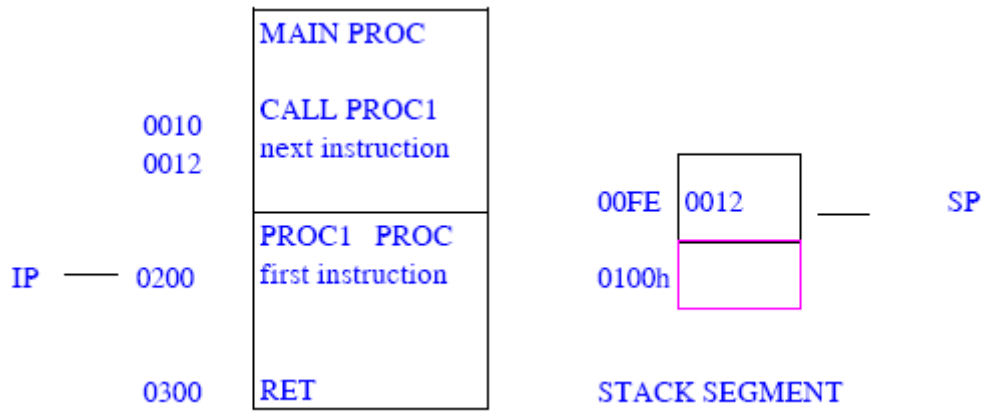 MAIN PROC
0010 CALL PROC1
0012 next instruction
00FE 0012 SP
PROC1 PROC
IP 0200 first instruction
0100h
0300 RET
STACK SEGMENT